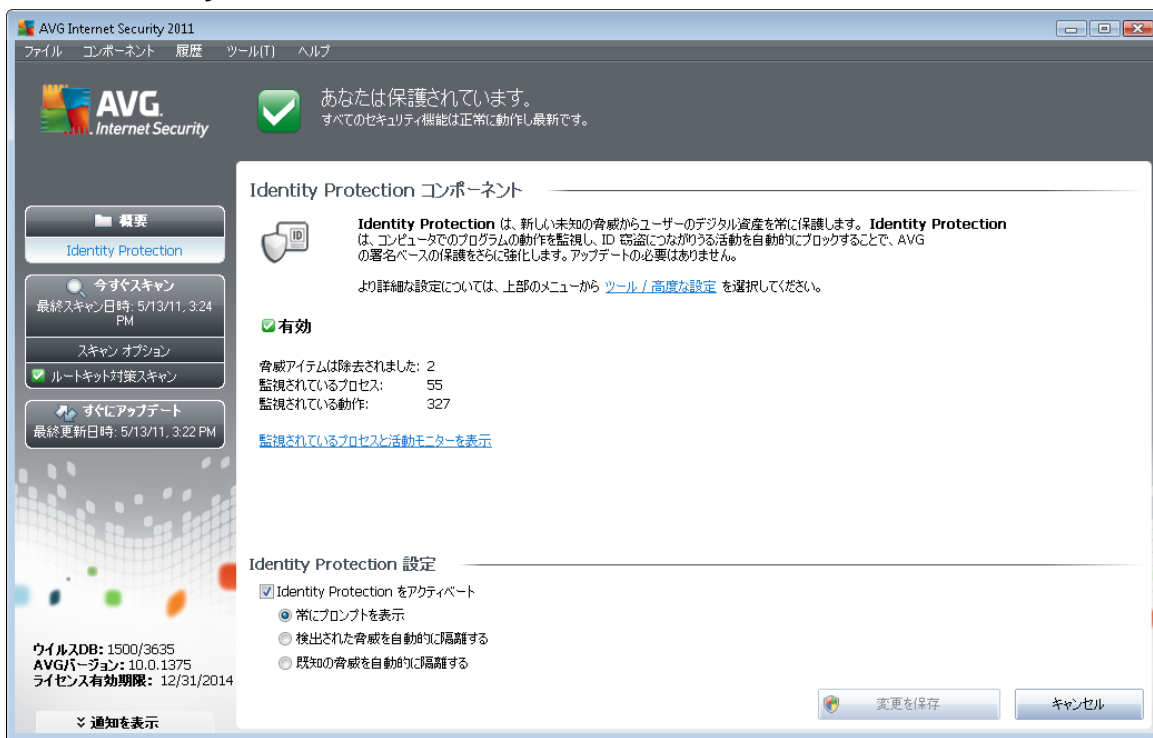 AVG Internet Security 2011
ファイル コンポーネント 履歴 ツール(T) ヘルプ
AVG.
Internet Security
あなたは保護されています。
すべてのセキュリティ機能は正常に動作し最新です。
概要
Identity Protection
今すぐスキャン
最終スキャン日時: 5/13/11, 3:24
PM
スキャン オプション
ルートキット対策スキャン
すぐにアップデート
最終更新日時: 5/13/11, 3:22 PM
ウイルスDB: 1500/3635
AVGバージョン: 10.0.1375
ライセンス有効期限: 12/31/2014
通知を表示
Identity Protection コンポーネント
ID
Identity Protection は、新しい未知の脅威からユーザーのデジタル資産を常に保護します。Identity Protection
は、コンピュータでのプログラムの動作を監視し、ID 窃盗につながりうる活動を自動的にブロックすることで、AVG
の署名ベースの保護をさらに強化します。アップデートの必要はありません。
より詳細な設定については、上部のメニューから ツール / 高度な設定 を選択してください。
有効
脅威アイテムは除去されました: 2
監視されているプロセス: 55
監視されている動作: 327
監視されているプロセスと活動モニターを表示
Identity Protection 設定
Identity Protection をアクティベート
常にプロンプトを表示
検出された脅威を自動的に隔離する
既知の脅威を自動的に隔離する
変更を保存
キャンセル